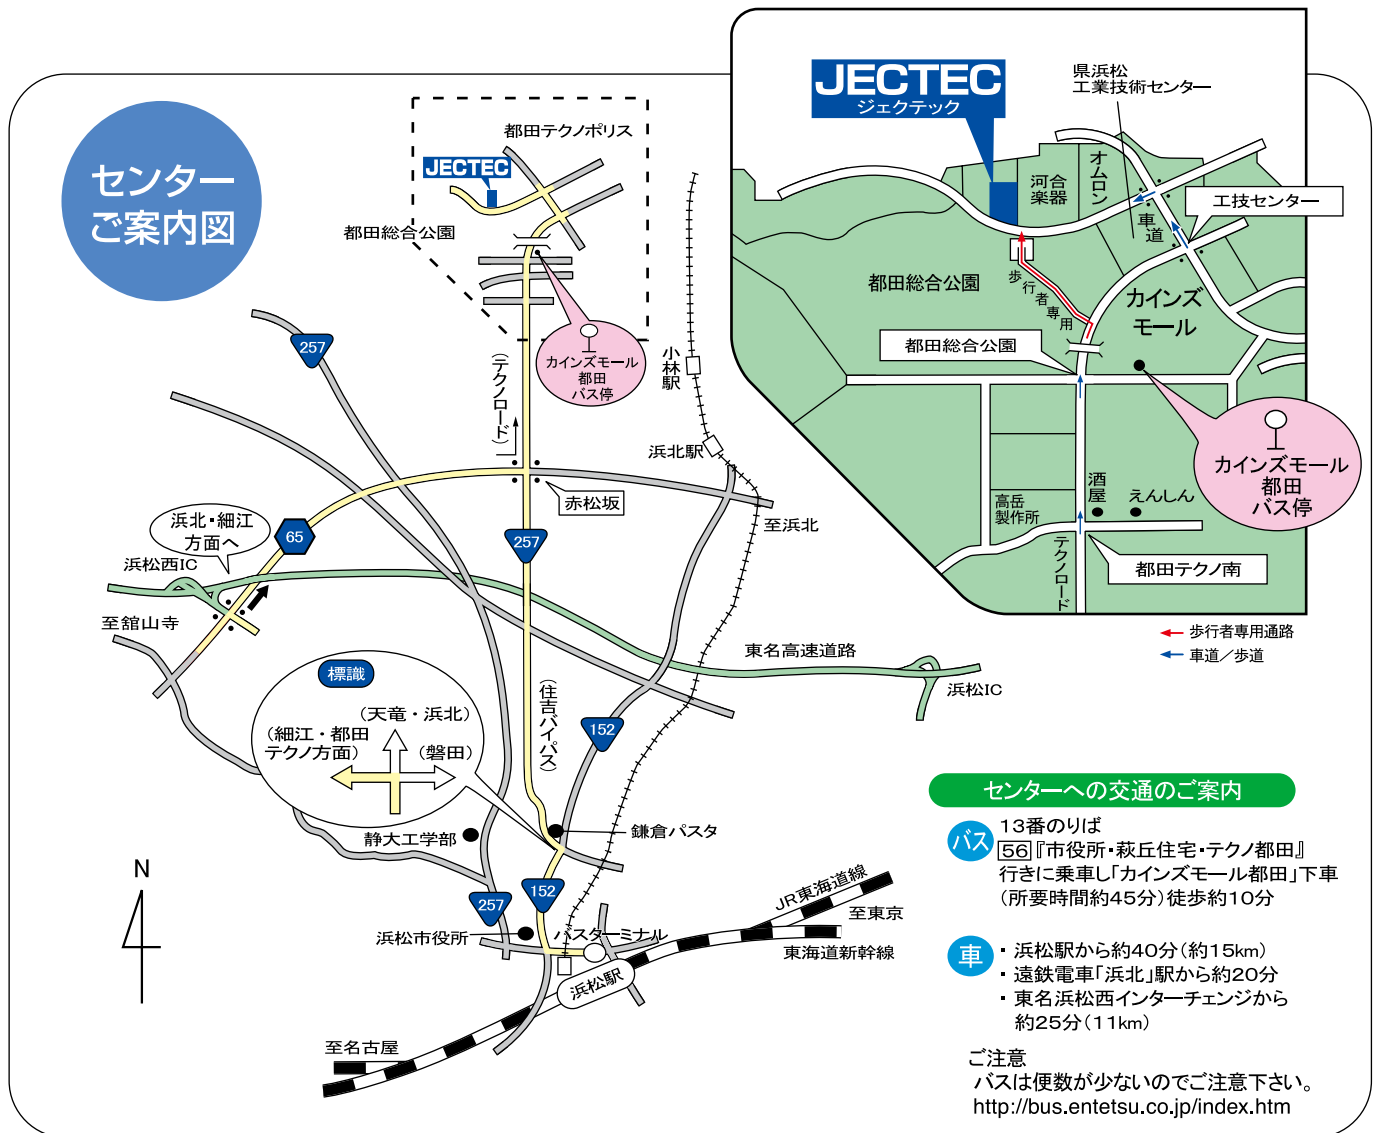 センター
ご案内図
都田テクノポリス
JECTEC
都田総合公園
カインズモール
都田
バス停
257
(テクノロード)
小林駅
浜北駅
赤松坂
至浜北
浜北・細江
方面へ
65
浜松西IC
至舘山寺
257
東名高速道路
浜松IC
標識
(天竜・浜北)
(細江・都田
テクノ方面)
(磐田)
(住吉バイパス)
152
静大工学部
鎌倉パスタ
N
257
152
浜松市役所
バスターミナル
浜松駅
JR東海道線
至東京
東海道新幹線
至名古屋
JECTEC
ジェクテック
県浜松
工業技術センター
河合
楽器
オムロン
車道
工技センター
都田総合公園
歩行者専用
カインズ
モール
都田総合公園
カインズモール
都田
バス停
高岳
製作所
酒屋
えんしん
テクノロード
都田テクノ南
歩行者専用通路
車道/歩道
センターへの交通のご案内
バス
13番のりば
56『市役所・萩丘住宅・テクノ都田』
行きに乗車し「カインズモール都田」下車
(所要時間約45分)徒歩約10分
車
・浜松駅から約40分(約15km)
・遠鉄電車「浜北」駅から約20分
・東名浜松西インターチェンジから
約25分(11km)
ご注意
バスは便数が少ないのでご注意下さい。
http://bus.entetsu.co.jp/index.htm